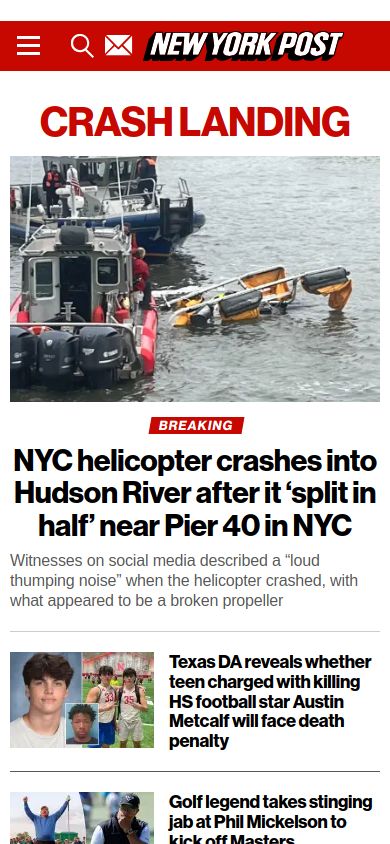 NEW YORK POST
CRASH LANDING
BREAKING
NYC helicopter crashes into
Hudson River after it ‘split in
half’ near Pier 40 in NYC
Witnesses on social media described a “loud
thumping noise” when the helicopter crashed, with
what appeared to be a broken propeller
Texas DA reveals whether
teen charged with killing
HS football star Austin
Metcalf will face death
penalty
N
33
35
Golf legend takes stinging
jab at Phil Mickelson to
kick off Masters